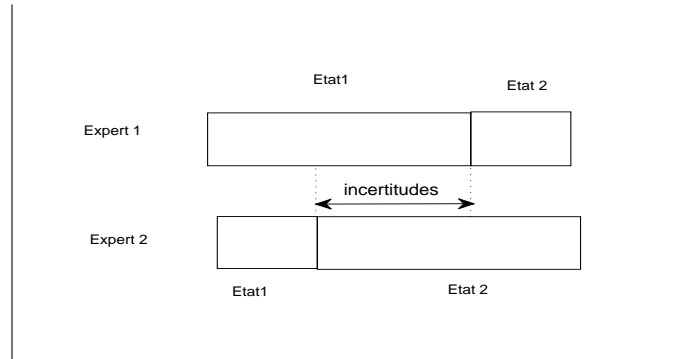 Etat1
Etat 2
Expert 1
incertitudes
Expert 2
Etat1
Etat 2